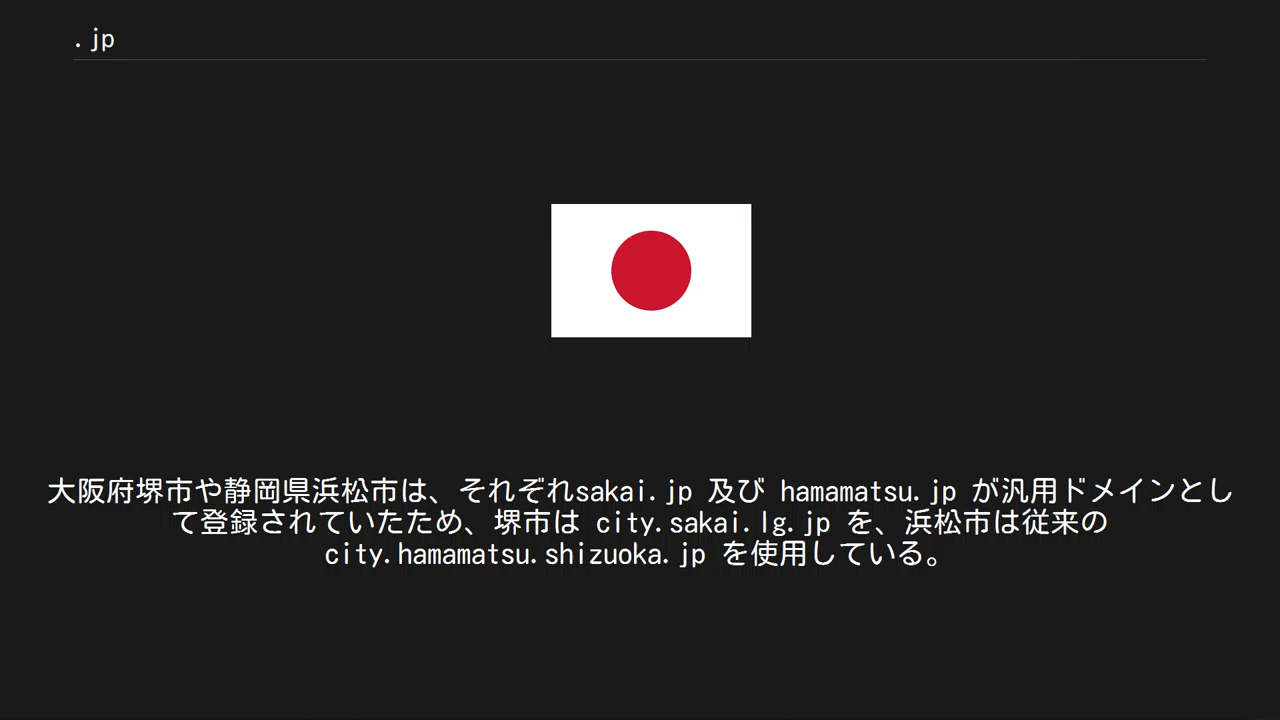 .jp
大阪府堺市や静岡県浜松市は、それぞれsakai.jp 及び hamamatsu.jp が汎用ドメインとし
て登録されていたため、堺市は city.sakai.lg.jp を、浜松市は従来の
city.hamamatsu.shizuoka.jp を使用している。